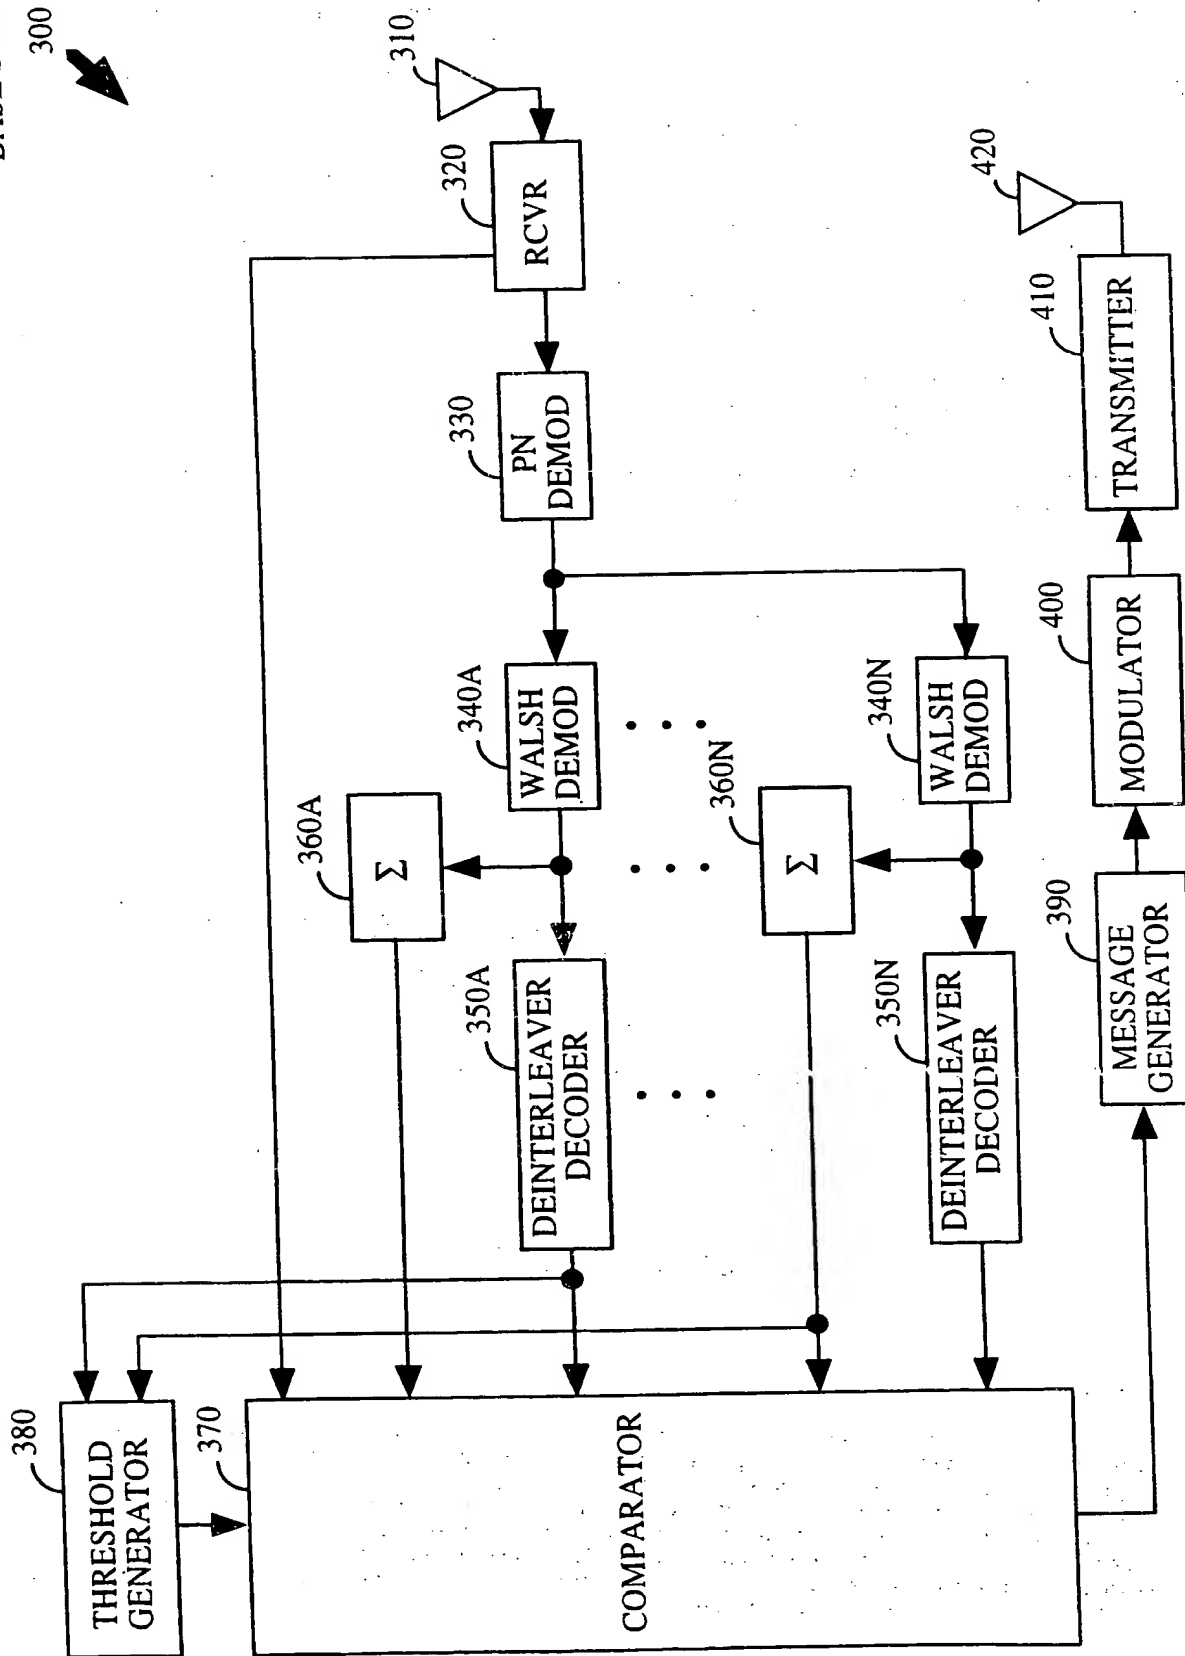 300
310
320
RCVR
330
PN
DEMOD
340A
WALSH
DEMOD
340N
WALSH
DEMOD
360A
Σ
360N
Σ
350A
DEINTERLEAVER
DECODER
350N
DEINTERLEAVER
DECODER
380
THRESHOLD
GENERATOR
370
COMPARATOR
390
MESSAGE
GENERATOR
400
MODULATOR
410
TRANSMITTER
420